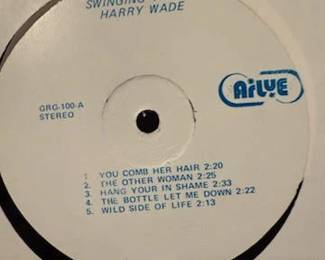 SWINGING
HARRY WADE
Airlye
GRG-100-A
STEREO
1 YOU COMB HER HAIR 2:20
2. THE OTHER WOMAN 2:25
3. HANG YOUR IN SHAME 2:33
4. THE BOTTLE LET ME DOWN 2:22
5. WILD SIDE OF LIFE 2:13